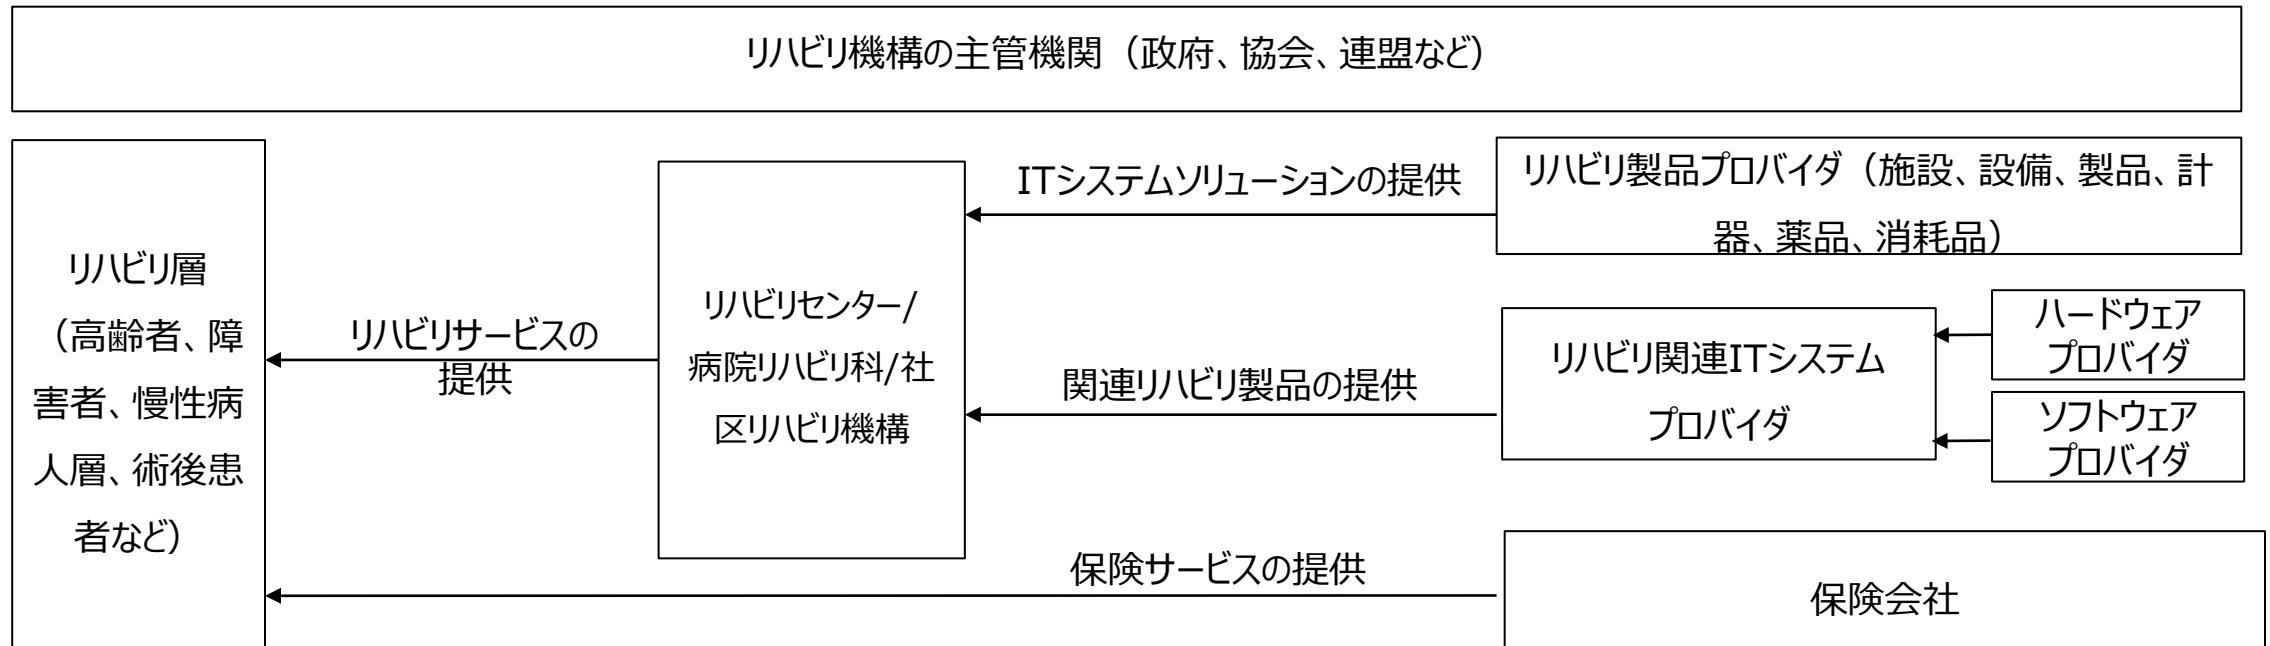 リハビリ機構の主管機関（政府、協会、連盟など）
リハビリ層
（高齢者、障
害者、慢性病
人層、術後患
者など）
リハビリサービスの
提供
リハビリセンター/
病院リハビリ科/社
区リハビリ機構
ITシステムソリューションの提供
リハビリ製品プロバイダ（施設、設備、製品、計
器、薬品、消耗品）
関連リハビリ製品の提供
リハビリ関連ITシステム
プロバイダ
ハードウェア
プロバイダ
ソフトウェア
プロバイダ
保険サービスの提供
保険会社